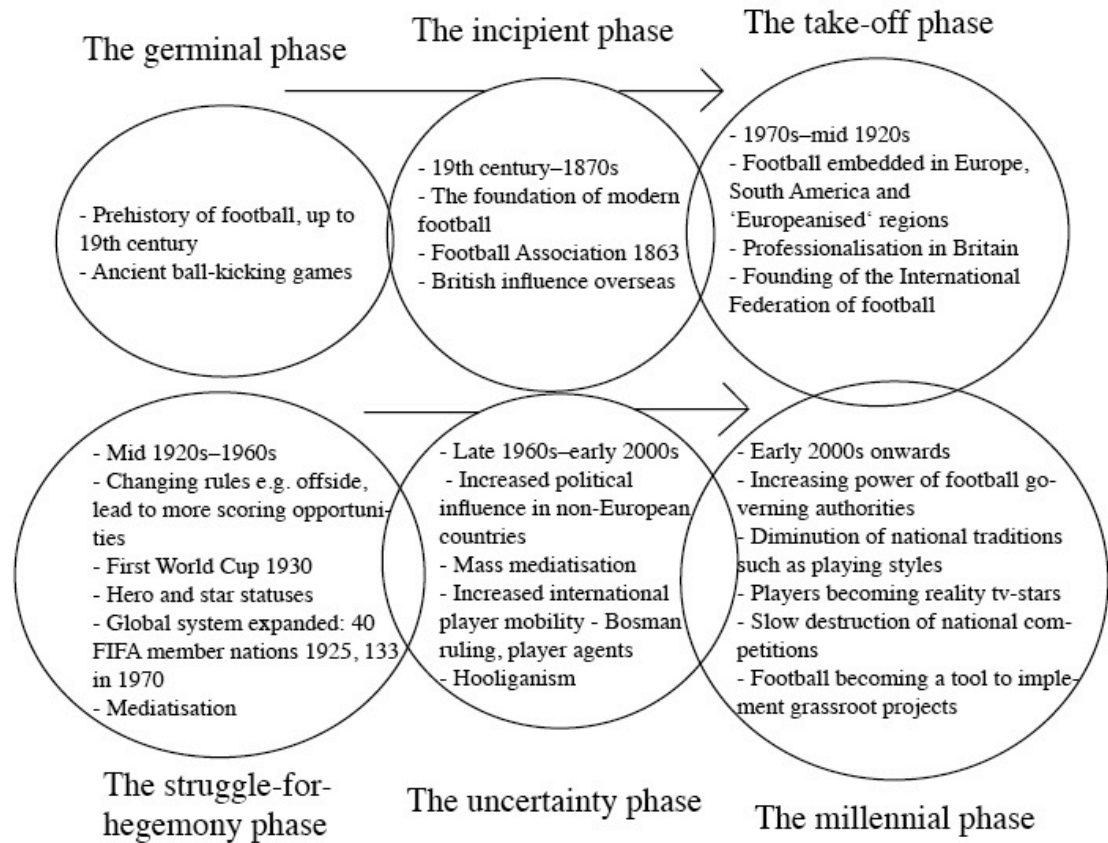 The germinal phase
- Prehistory of football, up to
19th century
- Ancient ball-kicking games
The incipient phase
- 19th century–1870s
- The foundation of modern
football
- Football Association 1863
- British influence overseas
The take-off phase
- 1970s–mid 1920s
- Football embedded in Europe,
South America and
‘Europeanised‘ regions
- Professionalisation in Britain
- Founding of the International
Federation of football
- Mid 1920s–1960s
- Changing rules e.g. offside,
lead to more scoring opportuni-
ties
- First World Cup 1930
- Hero and star statuses
- Global system expanded: 40
FIFA member nations 1925, 133
in 1970
- Mediatisation
The struggle-for-
hegemony phase
- Late 1960s–early 2000s
- Increased political
influence in non-European
countries
- Mass mediatisation
- Increased international
player mobility - Bosman
ruling, player agents
- Hooliganism
The uncertainty phase
- Early 2000s onwards
- Increasing power of football go-
verning authorities
- Diminution of national traditions
such as playing styles
- Players becoming reality tv-stars
- Slow destruction of national com-
petitions
- Football becoming a tool to imple-
ment grassroot projects
The millennial phase